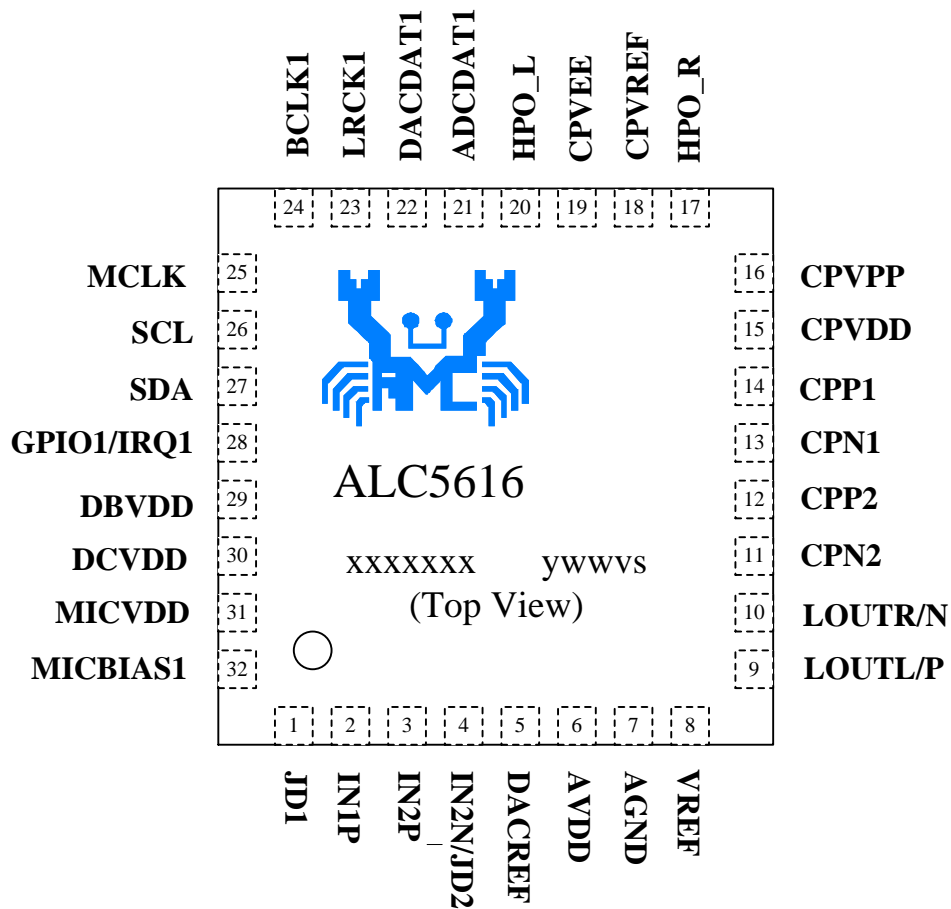 BCLK1
LRCK1
DACDAT1
ADCDAT1
HPO_L
CPVEE
CPVREF
HPO_R
24 23 22 21 20 19 18 17
MCLK 25
SCL 26
SDA 27
GPIO1/IRQ1 28
DBVDD 29
DCVDD 30
MICVDD 31
MICBIAS1 32
ALC5616
xxxxxxx ywwvs
(Top View)
16 CPVPP
15 CPVDD
14 CPP1
13 CPN1
12 CPP2
11 CPN2
10 LOUTR/N
9 LOUTL/P
1 2 3 4 5 6 7 8
JD1
IN1P
IN2P_
IN2N/JD2
DACREF
AVDD
AGND
VREF